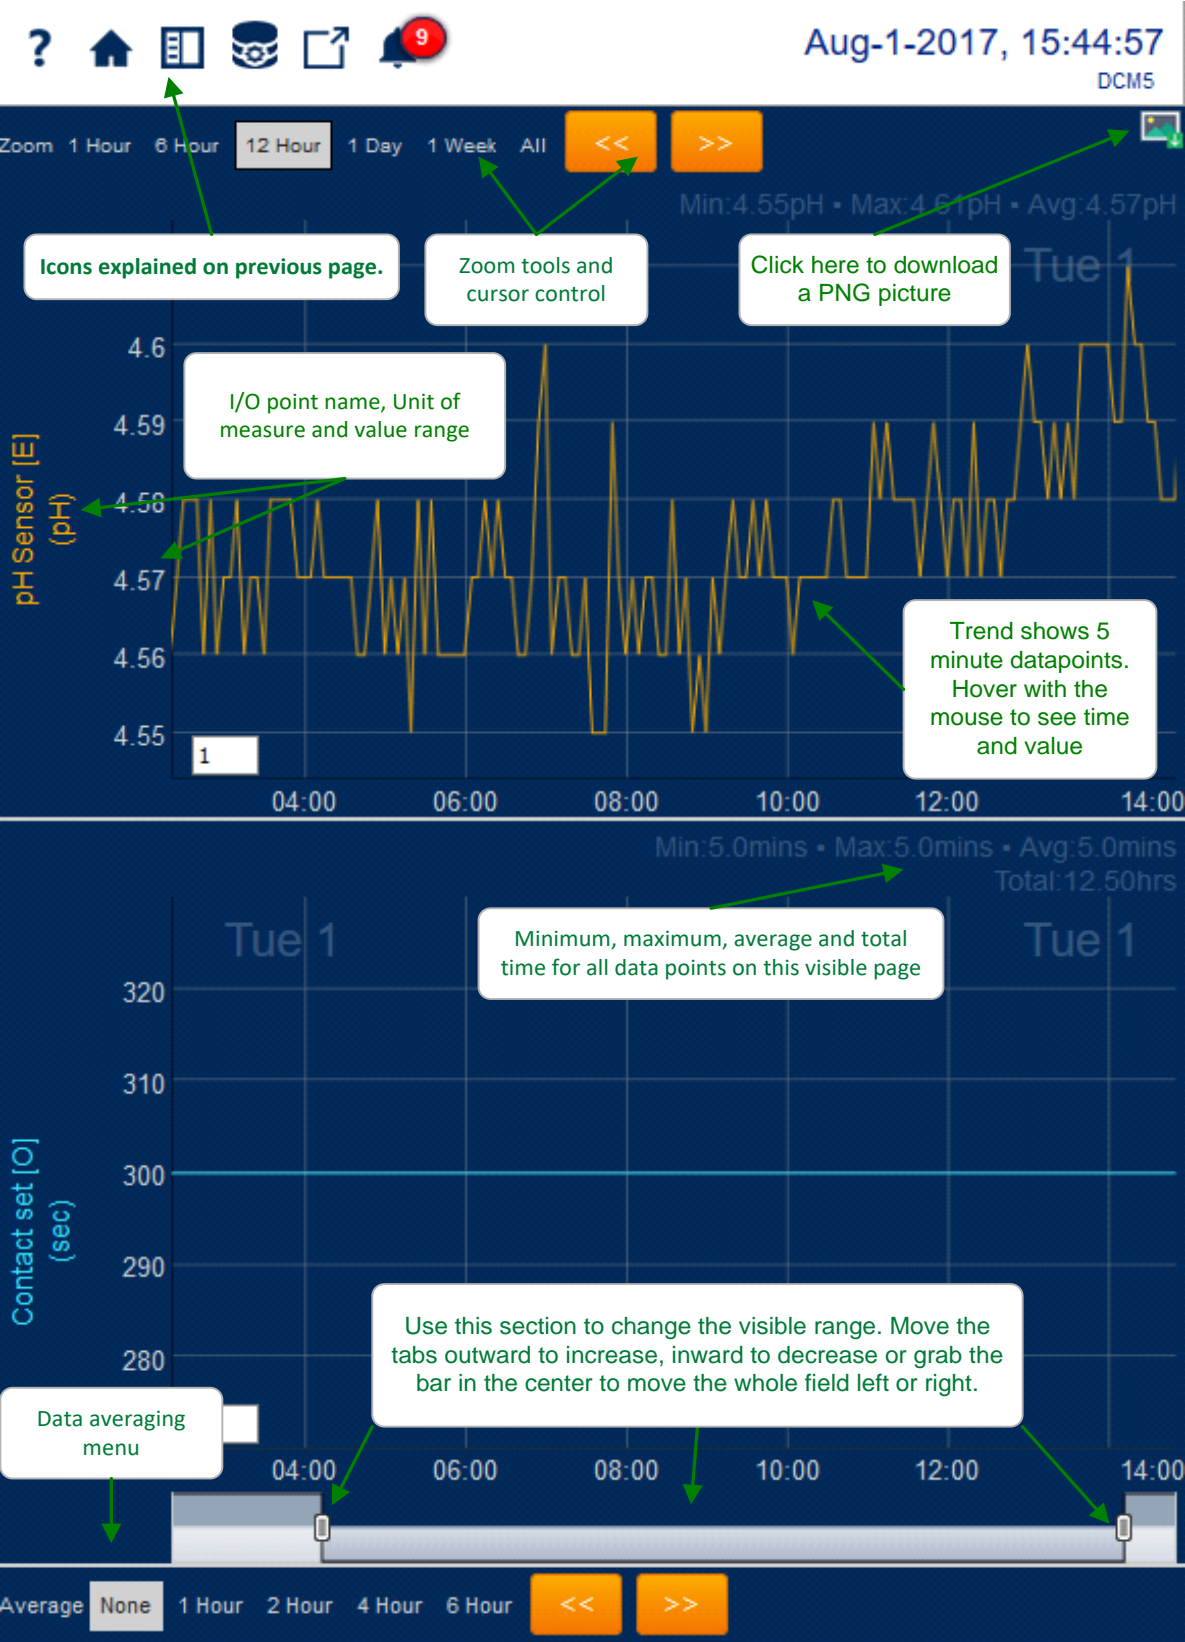 ?
9
Aug-1-2017, 15:44:57
DCM5
Zoom 1 Hour 6 Hour 12 Hour 1 Day 1 Week All << >>
Min:4.55pH ▪ Max:4.61pH ▪ Avg:4.57pH
Tue 1
Icons explained on previous page.
Zoom tools and
cursor control
Click here to download
a PNG picture
I/O point name, Unit of
measure and value range
Trend shows 5
minute datapoints.
Hover with the
mouse to see time
and value
pH Sensor [E]
(pH)
4.6
4.59
4.58
4.57
4.56
4.55
1
04:00 06:00 08:00 10:00 12:00 14:00
Min:5.0mins ▪ Max:5.0mins ▪ Avg:5.0mins
Total:12.50hrs
Tue 1
Tue 1
Minimum, maximum, average and total
time for all data points on this visible page
Contact set [O]
(sec)
320
310
300
290
280
Use this section to change the visible range. Move the
tabs outward to increase, inward to decrease or grab the
bar in the center to move the whole field left or right.
Data averaging
menu
04:00 06:00 08:00 10:00 12:00 14:00
Average None 1 Hour 2 Hour 4 Hour 6 Hour << >>